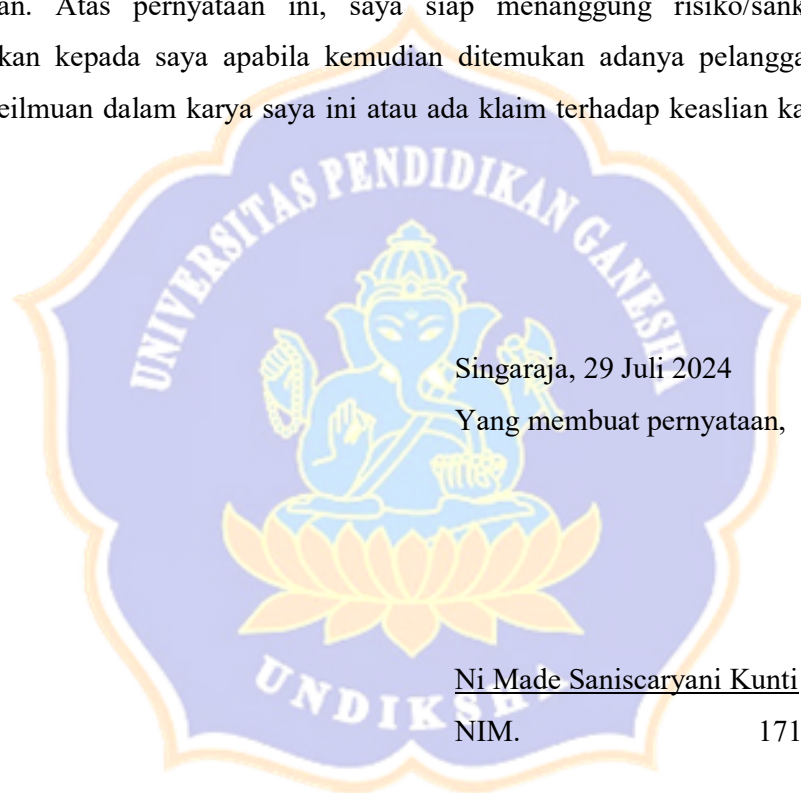 an. Atas pernyataan ini, saya siap menanggung risiko/sank
kan kepada saya apabila kemudian ditemukan adanya pelangga
eilmuan dalam karya saya ini atau ada klaim terhadap keaslian ka
UNIVERSITAS PENDIDIKAN GANESHA
Singaraja, 29 Juli 2024
Yang membuat pernyataan,
Ni Made Saniscaryani Kunti
UNDIKSHA
NIM. 171